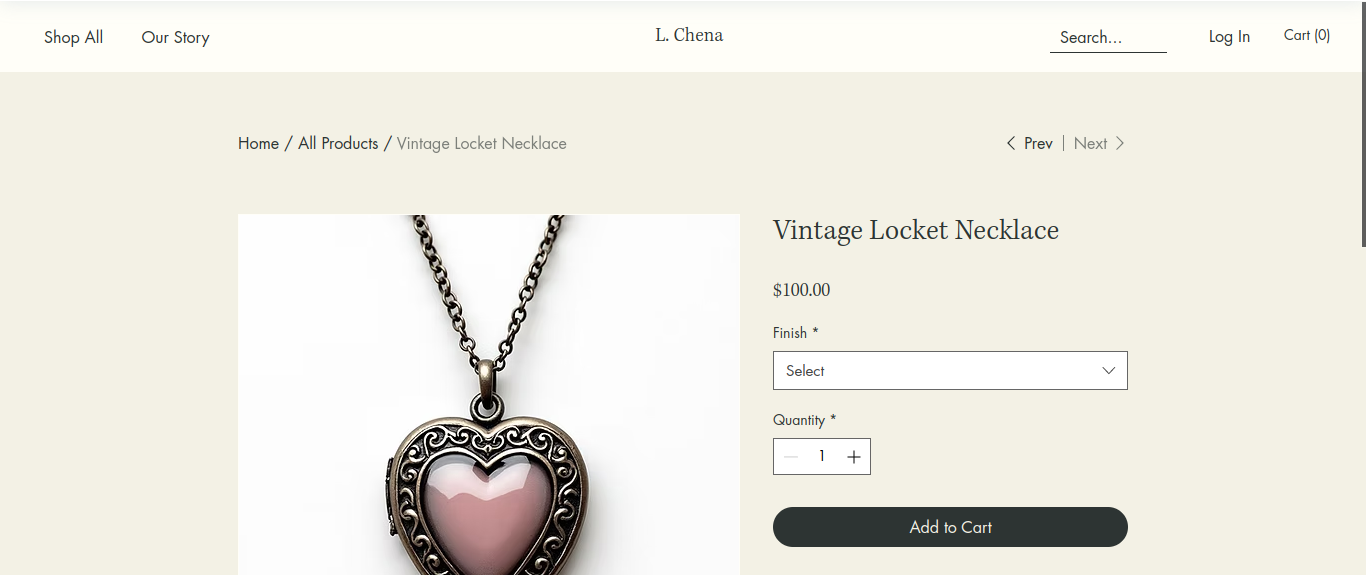 Shop All Our Story L. Chena Search... Log In Cart (0)
Home / All Products / Vintage Locket Necklace Prev | Next
Vintage Locket Necklace
$100.00
Finish *
Select
Quantity *
1
Add to Cart